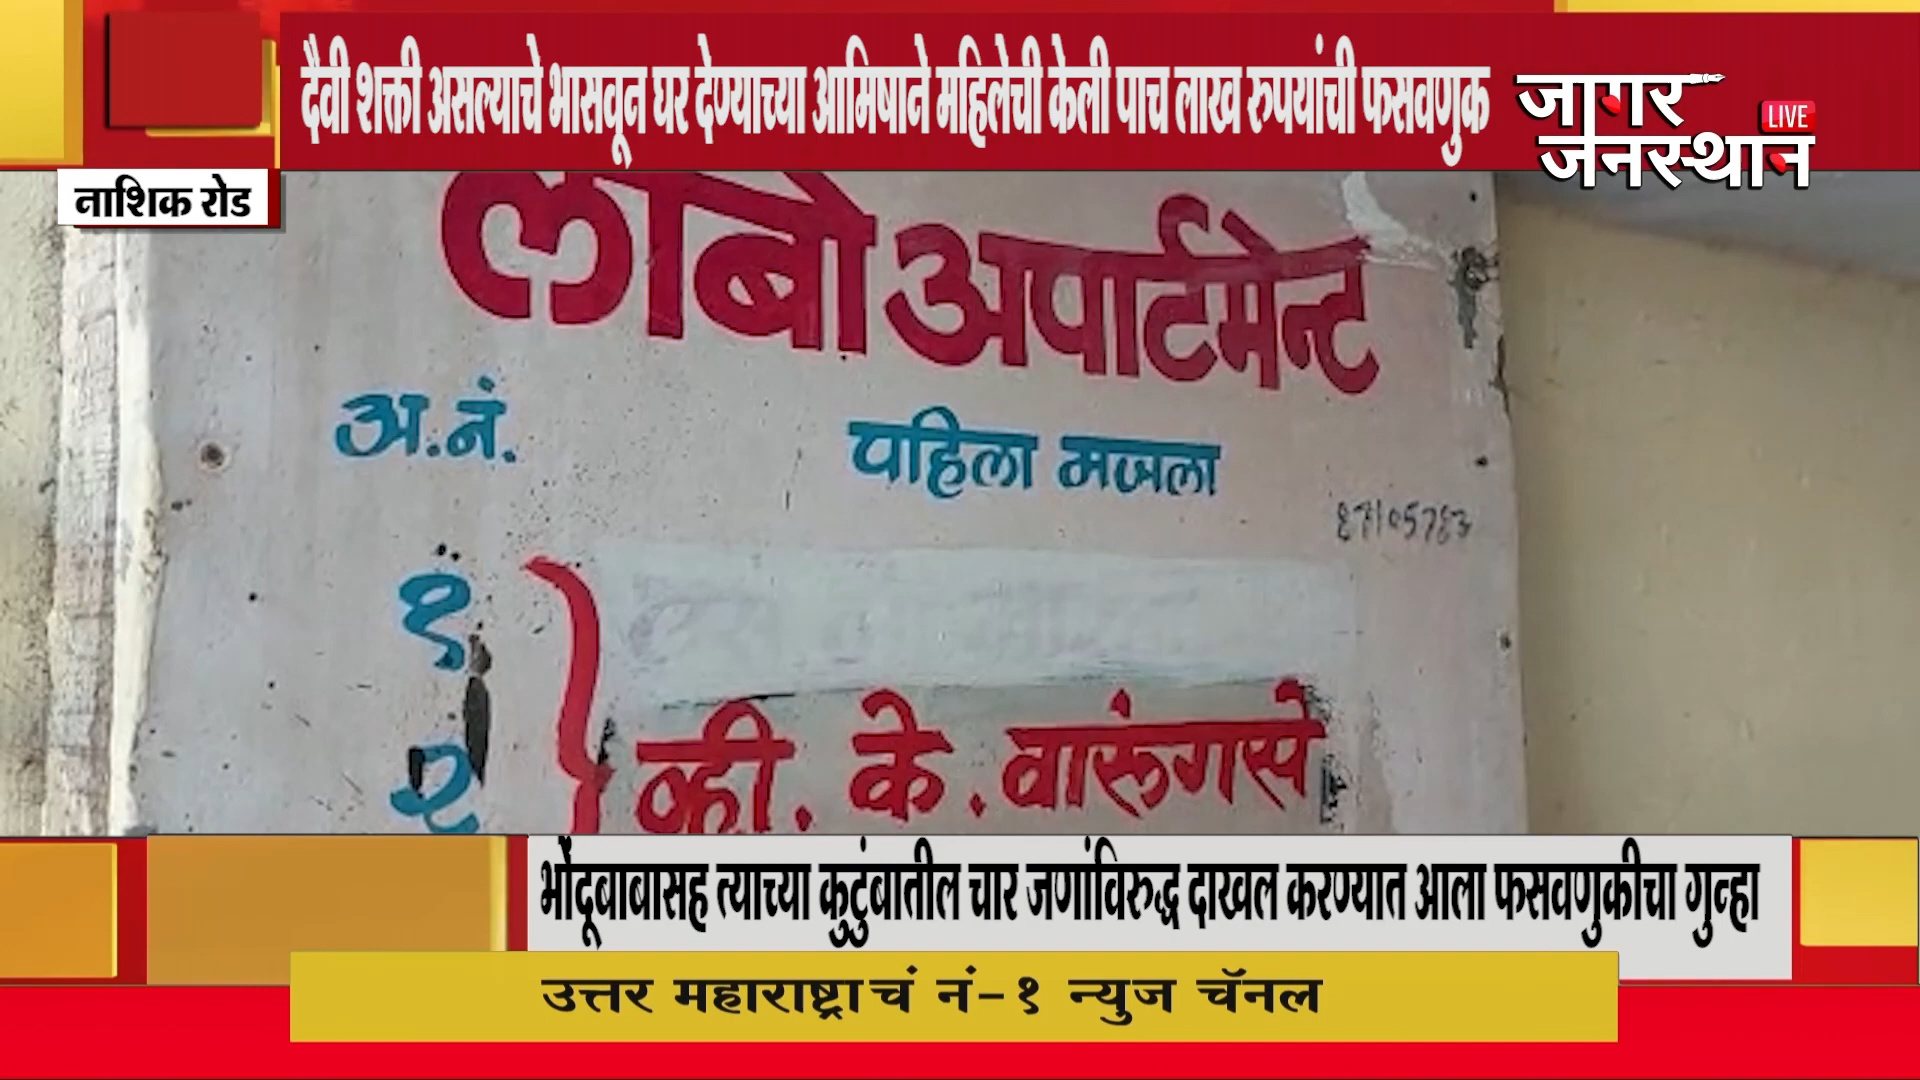 दैवी शक्ती असल्याचे भासवून घर देण्याच्या आमिषाने महिलेची केली पाच लाख रुपयांची फसवणुक
जागर
जनस्थान
LIVE
नाशिक रोड
अपार्टमेन्ट
अ.नं.
पहिला मजला
१
२
व्ही. के. वारूंगसे
भोंदूबाबासह त्याच्या कुटुंबातील चार जणांविरुद्ध दाखल करण्यात आला फसवणुकीचा गुन्हा
उत्तर महाराष्ट्राचं नं-१ न्युज चॅनल